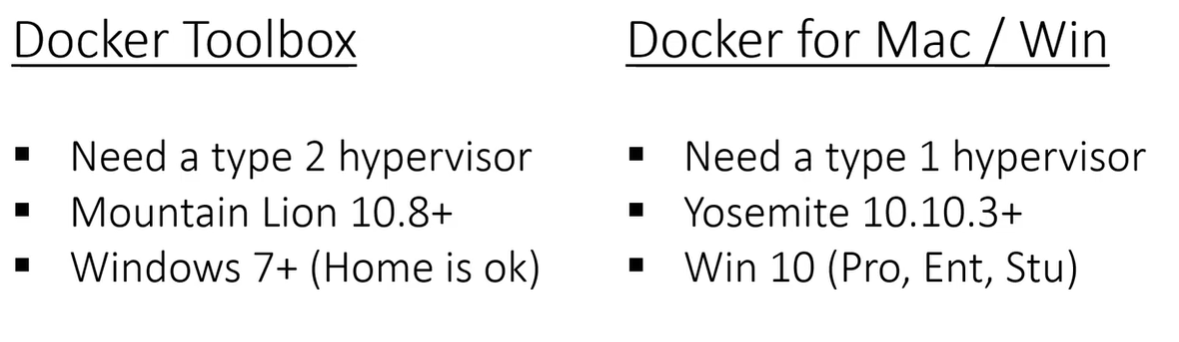 Docker Toolbox
▪ Need a type 2 hypervisor
▪ Mountain Lion 10.8+
▪ Windows 7+ (Home is ok)
Docker for Mac / Win
▪ Need a type 1 hypervisor
▪ Yosemite 10.10.3+
▪ Win 10 (Pro, Ent, Stu)